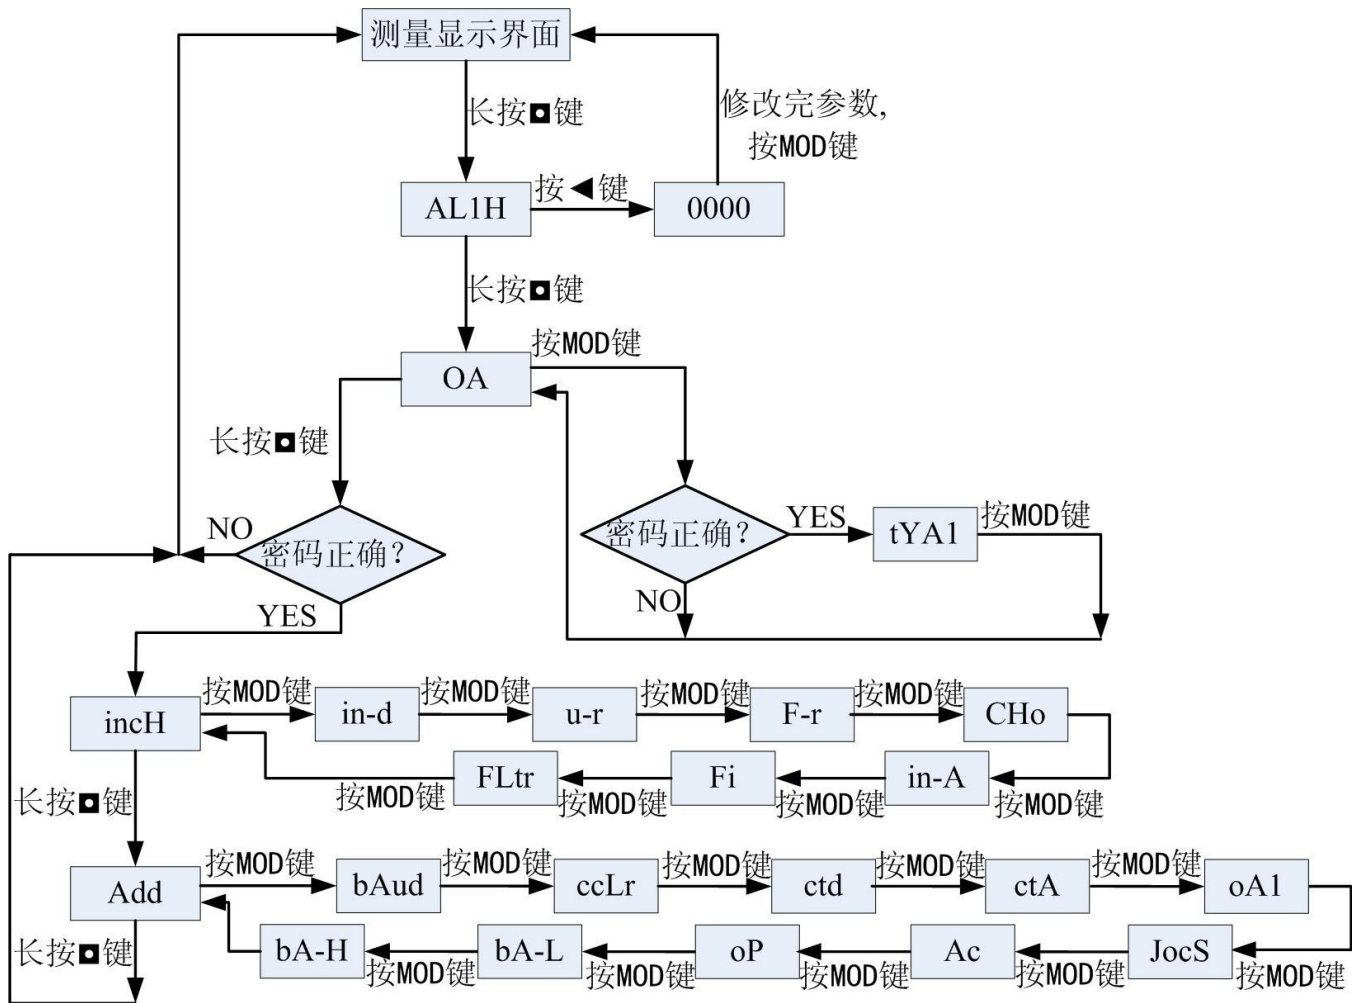 测量显示界面
长按◘键
修改完参数,
按MOD键
AL1H
按◀键
0000
长按◘键
OA
按MOD键
长按◘键
NO
密码正确?
YES
密码正确?
YES
tYA1
按MOD键
NO
incH
按MOD键
in-d
按MOD键
u-r
按MOD键
F-r
按MOD键
CHo
按MOD键
in-A
按MOD键
Fi
按MOD键
FLtr
按MOD键
长按◘键
Add
按MOD键
bAud
按MOD键
ccLr
按MOD键
ctd
按MOD键
ctA
按MOD键
oA1
按MOD键
JocS
按MOD键
Ac
按MOD键
oP
按MOD键
bA-L
按MOD键
bA-H
长按◘键